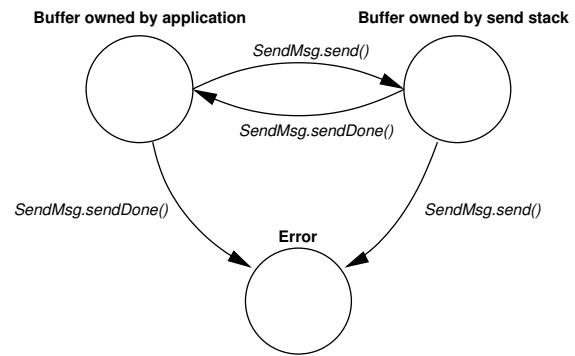 Buffer owned by application
Buffer owned by send stack
SendMsg.send()
SendMsg.sendDone()
SendMsg.sendDone()
SendMsg.send()
Error